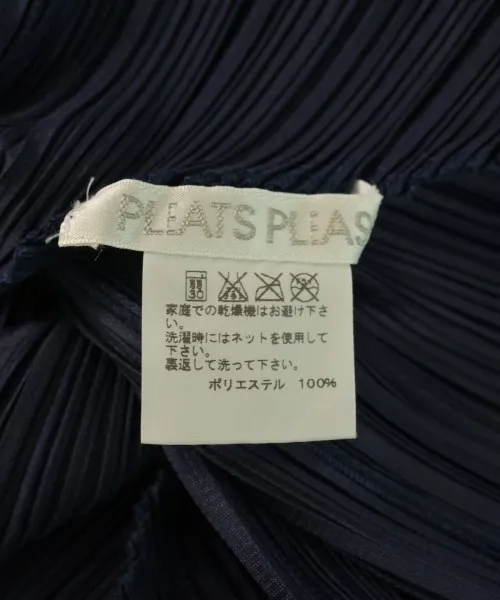 PLEATS PLEAS
30
家庭での乾燥機はお避け下さ
い。
洗濯時にはネットを使用して
下さい。
裏返して洗って下さい。
ポリエステル 100%